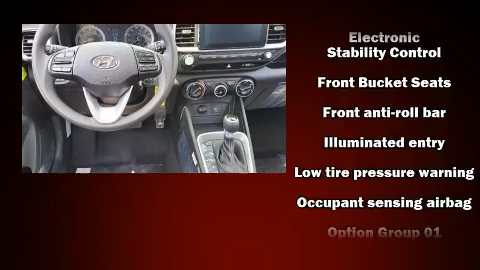 Electronic
Stability Control
Front Bucket Seats
Front anti-roll bar
Illuminated entry
Low tire pressure warning
Occupant sensing airbag
Option Group 01